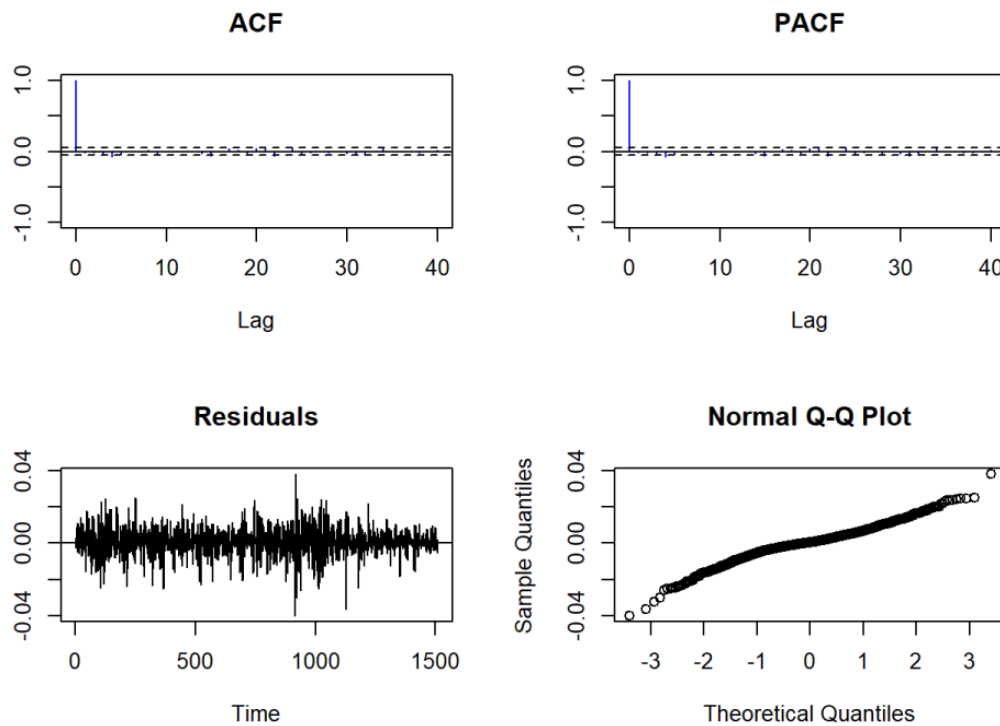 ACF
1.0
0.0
-1.0
0 10 20 30 40
Lag
PACF
1.0
0.0
-1.0
0 10 20 30 40
Lag
Residuals
0.04
0.00
-0.04
0 500 1000 1500
Time
Normal Q-Q Plot
Sample Quantiles
0.04
0.00
-0.04
-3 -2 -1 0 1 2 3
Theoretical Quantiles